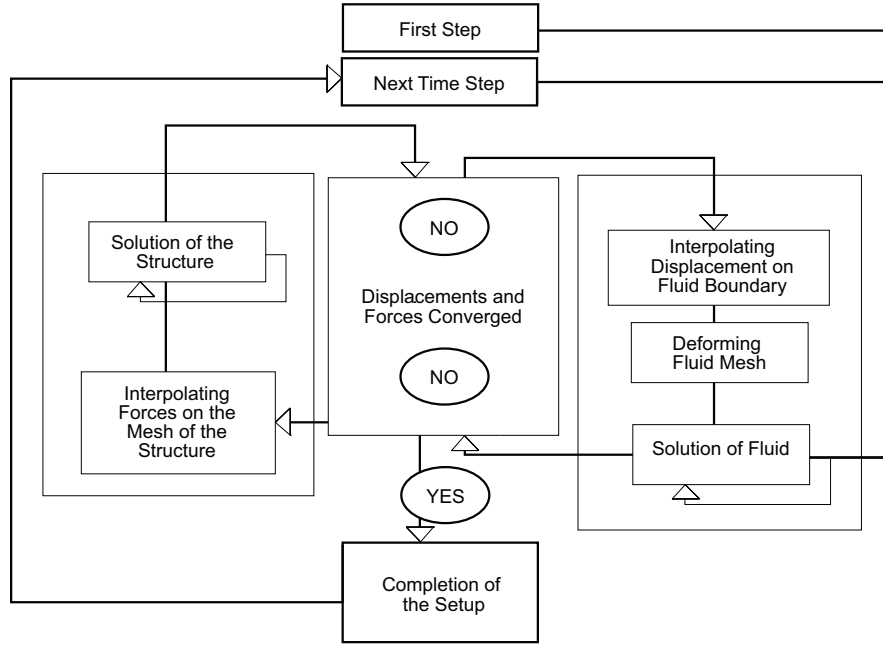 First Step
Next Time Step
NO
Solution of the
Structure
Interpolating
Displacement on
Fluid Boundary
Displacements and
Forces Converged
Deforming
Fluid Mesh
NO
Interpolating
Forces on the
Mesh of the
Structure
Solution of Fluid
YES
Completion of
the Setup